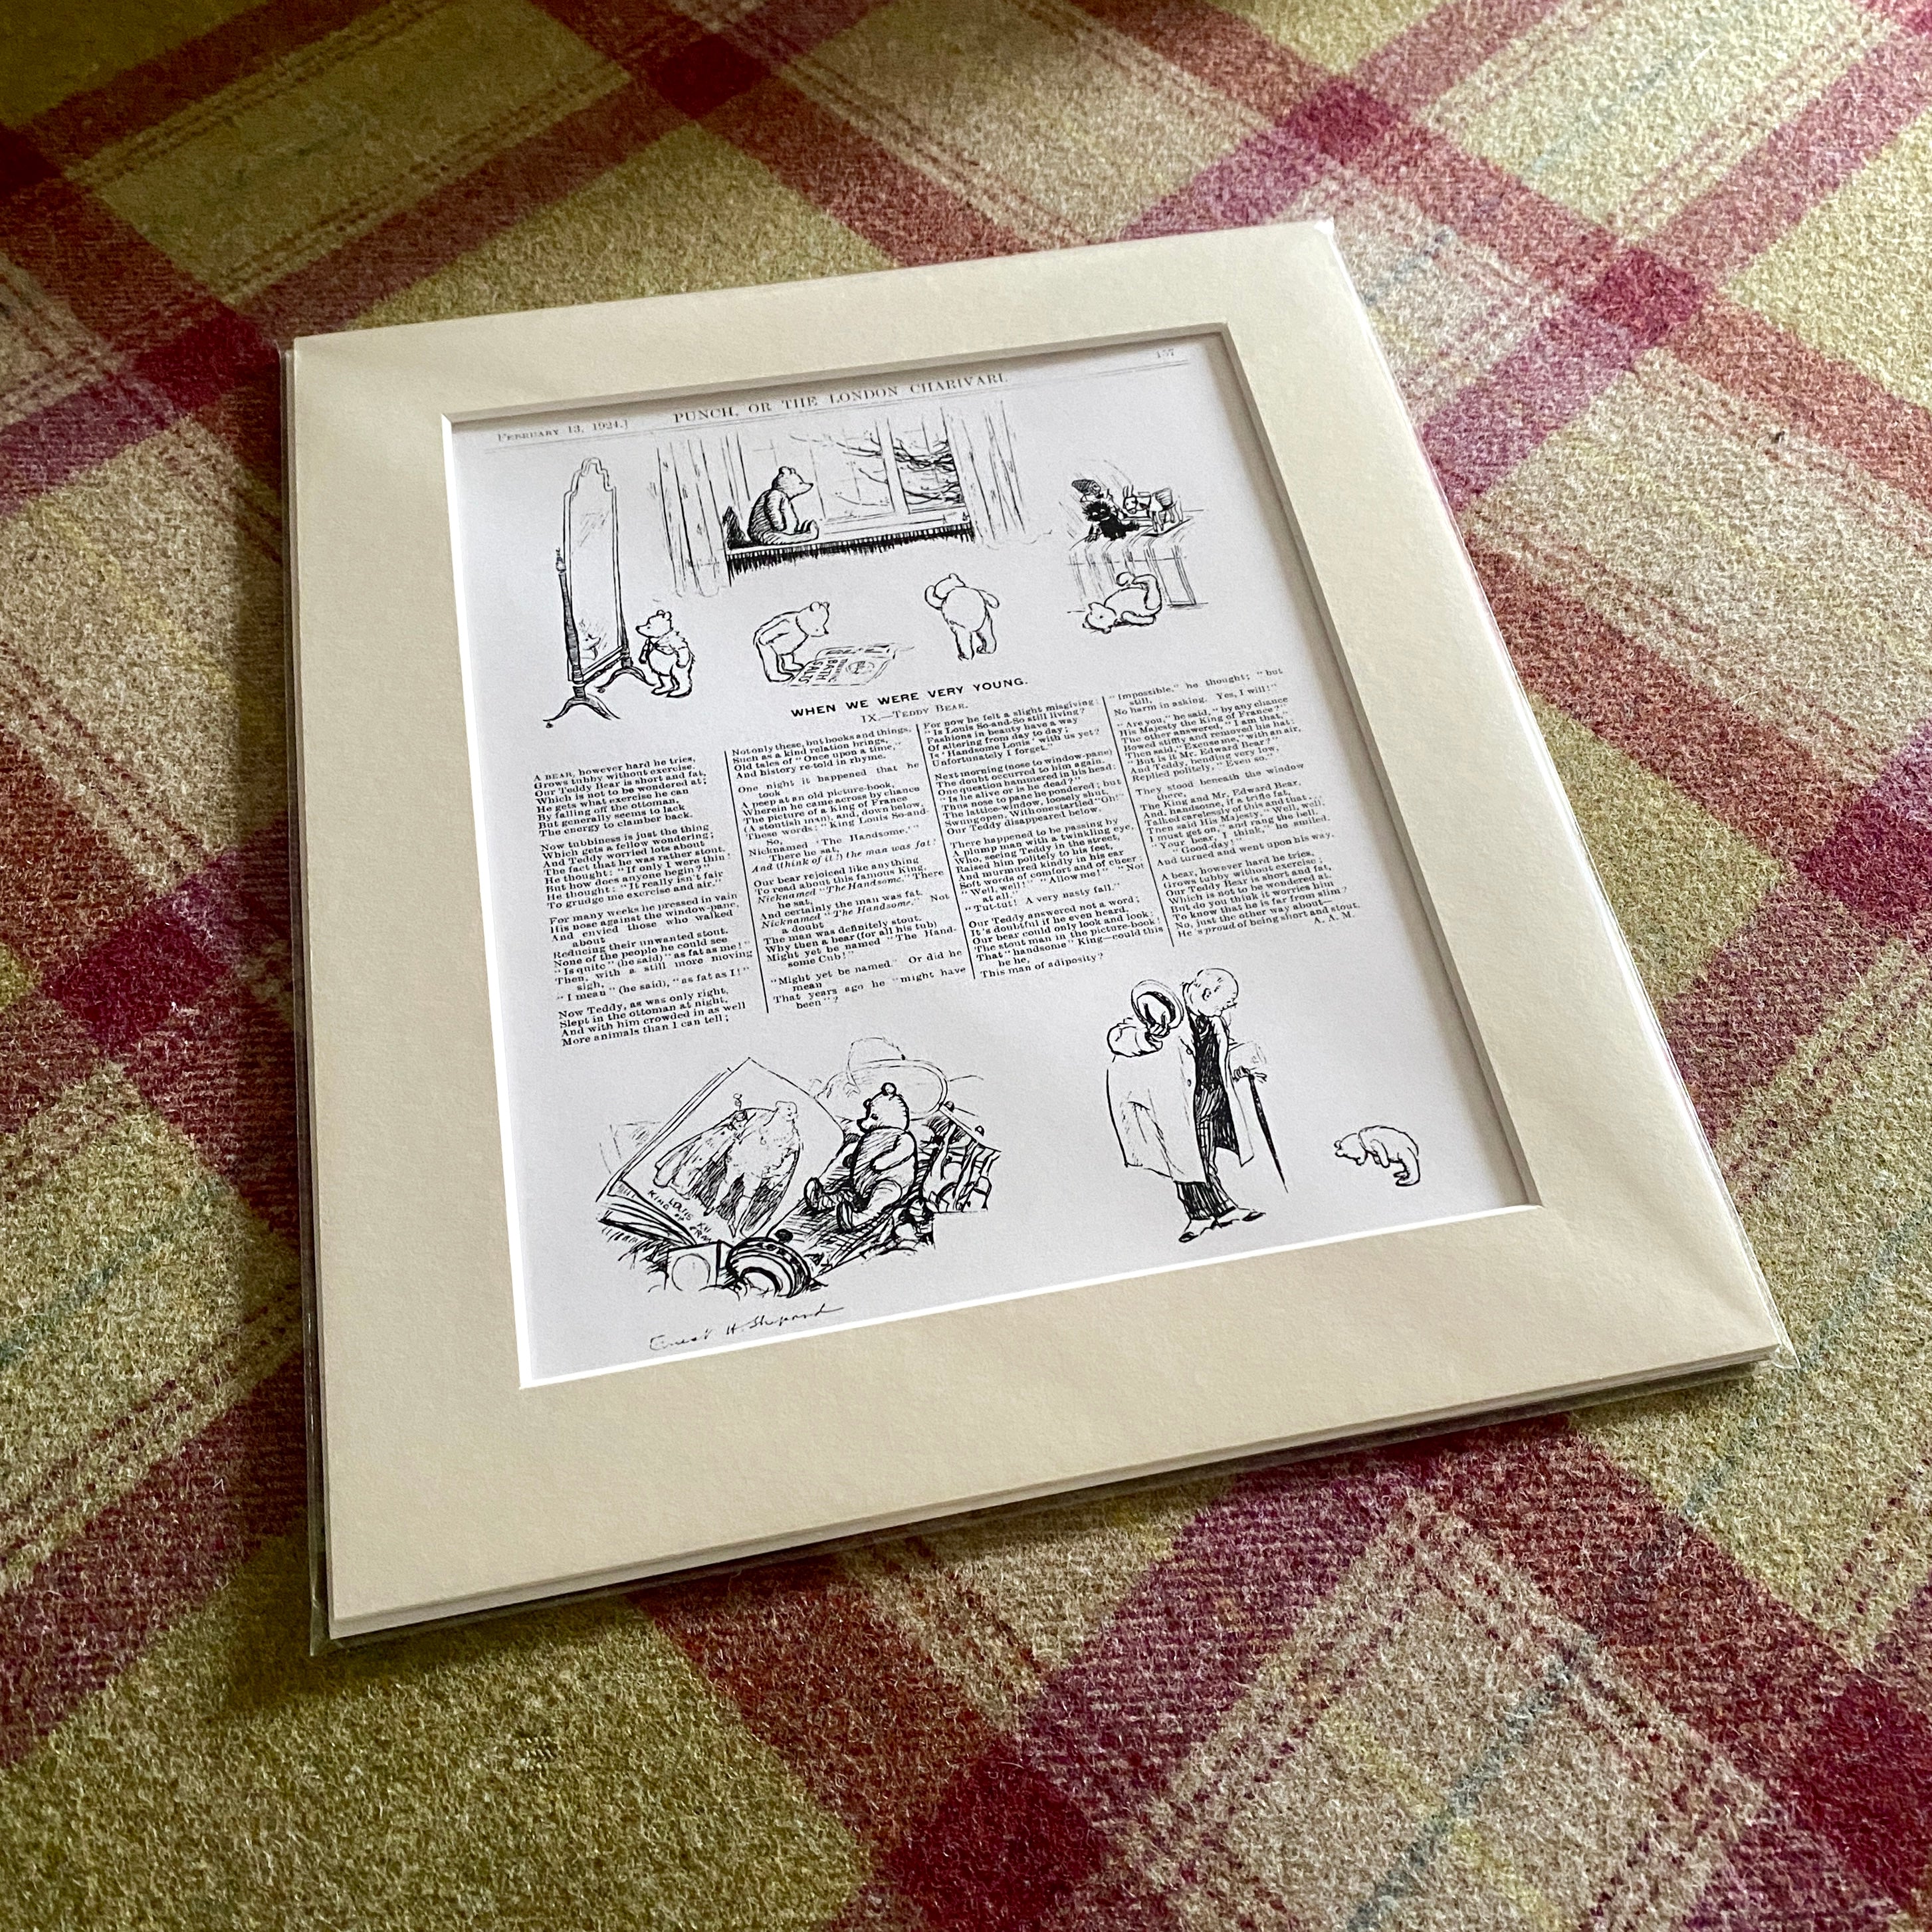 FEBRUARY 13, 1924.] PUNCH, OR THE LONDON CHARIVARI. 157
BATH
SALTS
WHEN WE WERE VERY YOUNG.
IX.—TEDDY BEAR.
A BEAR, however hard he tries,
Grows tubby without exercise.
Our Teddy Bear is short and fat,
Which is not to be wondered at;
He gets what exercise he can
By falling off the ottoman,
But generally seems to lack
The energy to clamber back.
Now tubbiness is just the thing
Which gets a fellow wondering;
And Teddy worried lots about
The fact that he was rather stout.
He thought: "If only I were thin!
But how does anyone begin?"
He thought: "It really isn't fair
To grudge me exercise and air."
For many weeks he pressed in vain
His nose against the window-pane,
And envied those who walked
about
Reducing their unwanted stout.
None of the people he could see
"Is quite" (he said) "as fat as me!"
Then, with a still more moving
sigh,
"I mean" (he said), "as fat as I!"
Now Teddy, as was only right,
Slept in the ottoman at night,
And with him crowded in as well
More animals than I can tell;
Not only these, but books and things,
Such as a kind relation brings,
Old tales of "Once upon a time,"
And history re-told in rhyme.
One night it happened that he
took
A peep at an old picture-book,
Wherein he came across by chance
The picture of a King of France
(A stoutish man), and, down below,
These words: "King Louis So-and-
So,
Nicknamed 'The Handsome.'"
There he sat,
And (think of it!) the man was fat!
Our bear rejoiced like anything
To read about this famous King,
Nicknamed "The Handsome." There
he sat,
And certainly the man was fat.
Nicknamed "The Handsome." Not
a doubt
The man was definitely stout.
Why then a bear (for all his tub)
Might yet be named "The Hand-
some Cub!"
"Might yet be named." Or did he
mean
That years ago he "might have
been"?
For now he felt a slight misgiving:
"Is Louis So-and-So still living?
Fashions in beauty have a way
Of altering from day to day;
Is 'Handsome Louis' with us yet?
Unfortunately I forget."
Next morning (nose to window-pane)
The doubt occurred to him again.
One question hammered in his head:
"Is he alive or is he dead?"
Thus nose to pane he pondered; but
The lattice-window, loosely shut,
Swung open. With one startled "Oh!"
Our Teddy disappeared below.
There happened to be passing by
A plump man with a twinkling eye,
Who, seeing Teddy in the street,
Raised him politely to his feet,
And murmured kindly in his ear
Soft words of comfort and of cheer:
"Well, well!" "Allow me!" "Not
at all."
"Tut-tut! A very nasty fall."
Our Teddy answered not a word;
It's doubtful if he even heard.
Our bear could only look and look:
The stout man in the picture-book!
That "handsome" King—could this
be he,
This man of adiposity?
"Impossible," he thought; "but
still,
No harm in asking. Yes, I will!"
"Are you," he said, "by any chance
His Majesty the King of France?"
The other answered, "I am that,"
Bowed stiffly and removed his hat;
Then said, "Excuse me," with an air,
"But is it Mr. Edward Bear?"
And Teddy, bending very low,
Replied politely, "Even so."
They stood beneath the window
there,
The King and Mr. Edward Bear,
And, handsome, if a trifle fat,
Talked carelessly of this and that...
Then said His Majesty, "Well, well,
I must get on," and rang the bell.
"Your bear, I think," he smiled.
"Good-day!"
And turned and went upon his way.
A bear, however hard he tries,
Grows tubby without exercise;
Our Teddy Bear is short and fat,
Which is not to be wondered at.
But do you think it worries him
To know that he is far from slim?
No, just the other way about—
He's proud of being short and stout.
A. A. M.
LOUIS XVI
KING OF
Ernest H. Shepard